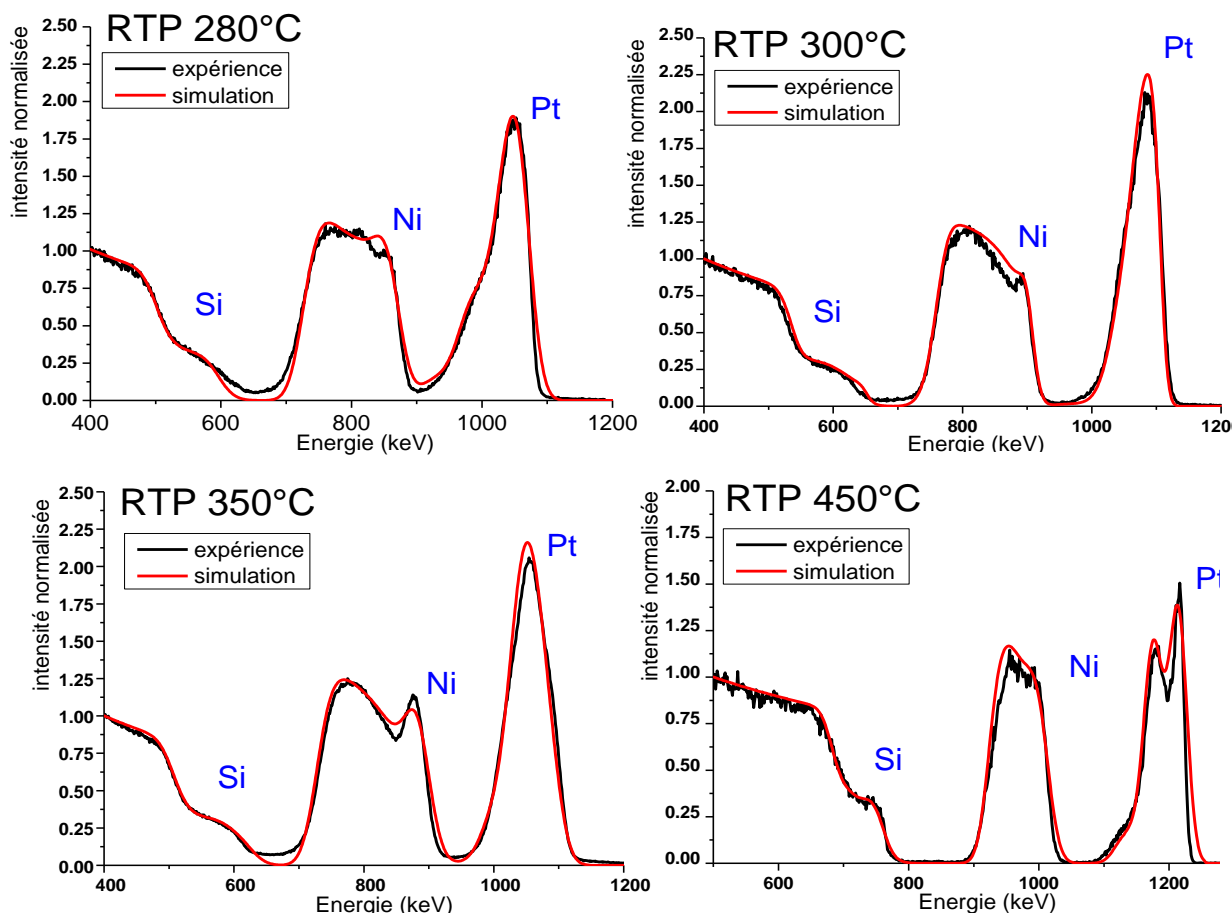 RTP 280°C
expérience
simulation
intensité normalisée
2.50
2.25
2.00
1.75
1.50
1.25
1.00
0.75
0.50
0.25
0.00
Si
Ni
Pt
400 600 800 1000 1200
Energie (keV)
RTP 300°C
expérience
simulation
intensité normalisée
2.50
2.25
2.00
1.75
1.50
1.25
1.00
0.75
0.50
0.25
0.00
Si
Ni
Pt
400 600 800 1000 1200
Energie (keV)
RTP 350°C
expérience
simulation
intensité normalisée
2.50
2.25
2.00
1.75
1.50
1.25
1.00
0.75
0.50
0.25
0.00
Si
Ni
Pt
400 600 800 1000 1200
Energie (keV)
RTP 450°C
expérience
simulation
intensité normalisée
2.00
1.75
1.50
1.25
1.00
0.75
0.50
0.25
0.00
Si
Ni
Pt
600 800 1000 1200
Energie (keV)